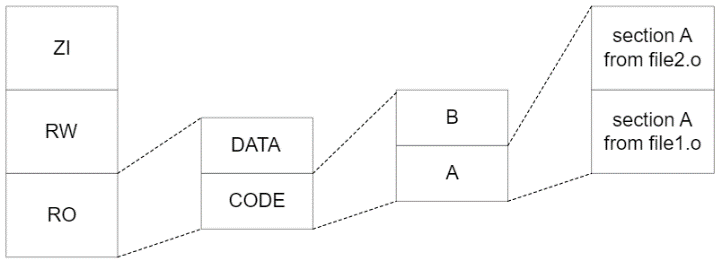 ZI
RW
RO
DATA
CODE
B
A
section A
from file2.o
section A
from file1.o